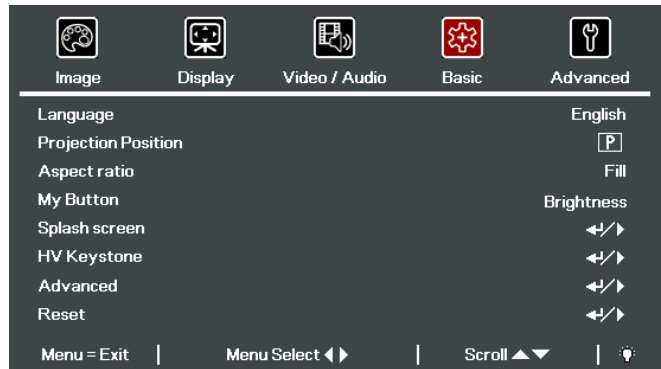 Image Display Video / Audio Basic Advanced
Language English
Projection Position P
Aspect ratio Fill
My Button Brightness
Splash screen
HV Keystone
Advanced
Reset
Menu = Exit Menu Select Scroll